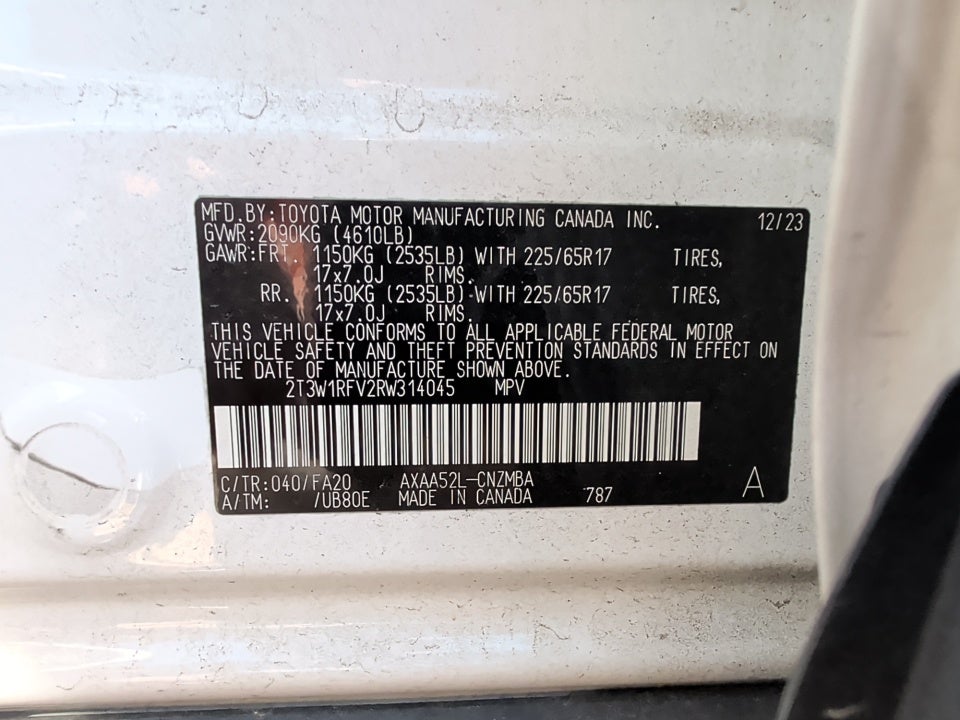 MFD.BY:TOYOTA MOTOR MANUFACTURING CANADA INC. 12/23
GVWR:2090KG (4610LB)
GAWR:FRT. 1150KG (2535LB) WITH 225/65R17 TIRES,
17x7.0J RIMS.
RR. 1150KG (2535LB) WITH 225/65R17 TIRES,
17x7.0J RIMS.
THIS VEHICLE CONFORMS TO ALL APPLICABLE FEDERAL MOTOR
VEHICLE SAFETY AND THEFT PREVENTION STANDARDS IN EFFECT ON
THE DATE OF MANUFACTURE SHOWN ABOVE.
2T3W1RFV2RW314045 MPV
C/TR:040/FA20 AXAA52L-CNZMBA
A/TM: /UB80E MADE IN CANADA 787 A